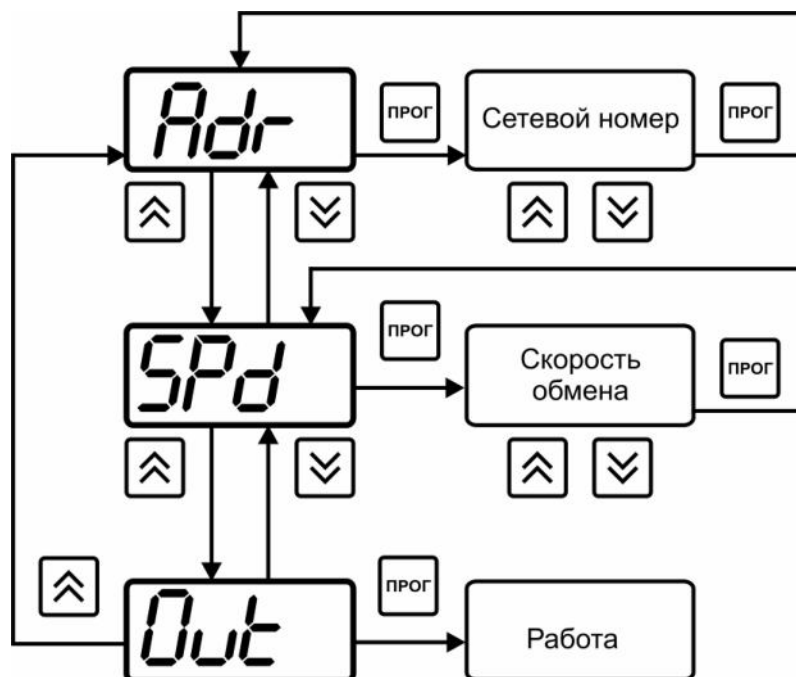 Adr
ПРОГ
Сетевой номер
ПРОГ
SPd
ПРОГ
Скорость
обмена
ПРОГ
Out
ПРОГ
Работа